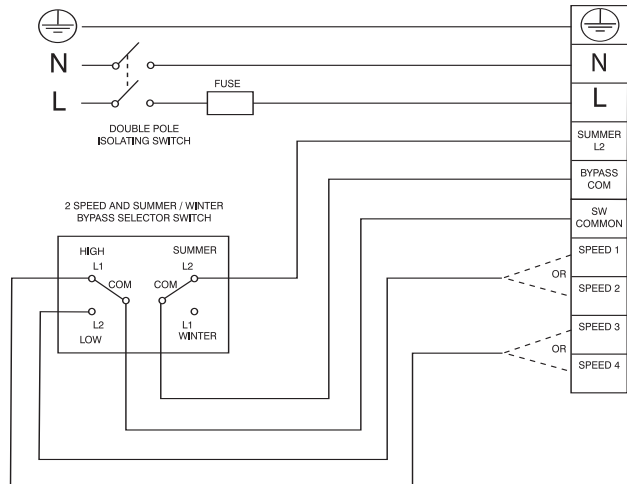 N
L
FUSE
DOUBLE POLE
ISOLATING SWITCH
2 SPEED AND SUMMER / WINTER
BYPASS SELECTOR SWITCH
HIGH
L1
COM
L2
LOW
SUMMER
L2
COM
L1
WINTER
N
L
SUMMER
L2
BYPASS
COM
SW
COMMON
SPEED 1
OR
SPEED 2
SPEED 3
OR
SPEED 4